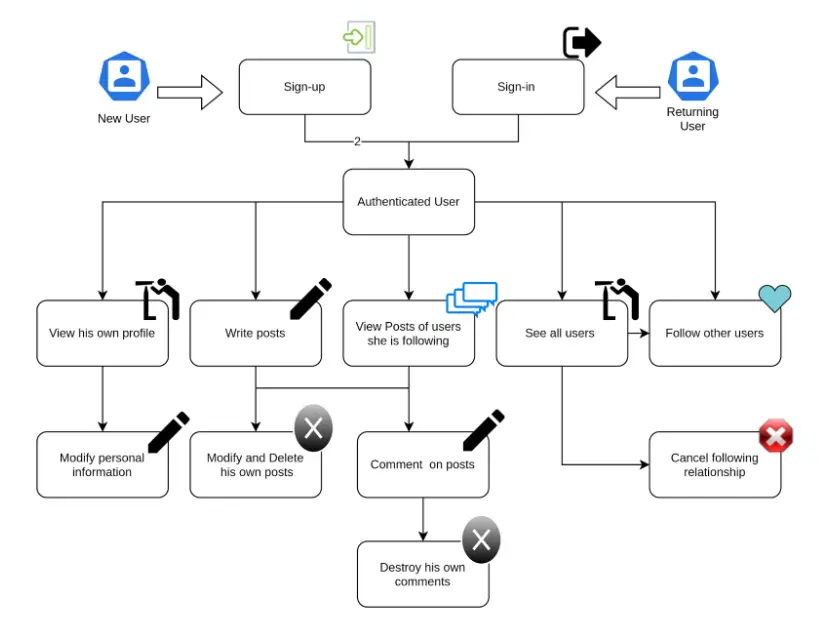 Sign-up
Sign-in
New User
Returning
User
2
Authenticated User
View his own profile
Write posts
View Posts of users
she is following
See all users
Follow other users
Modify personal
information
Modify and Delete
his own posts
Comment  on posts
Cancel following
relationship
Destroy his own
comments